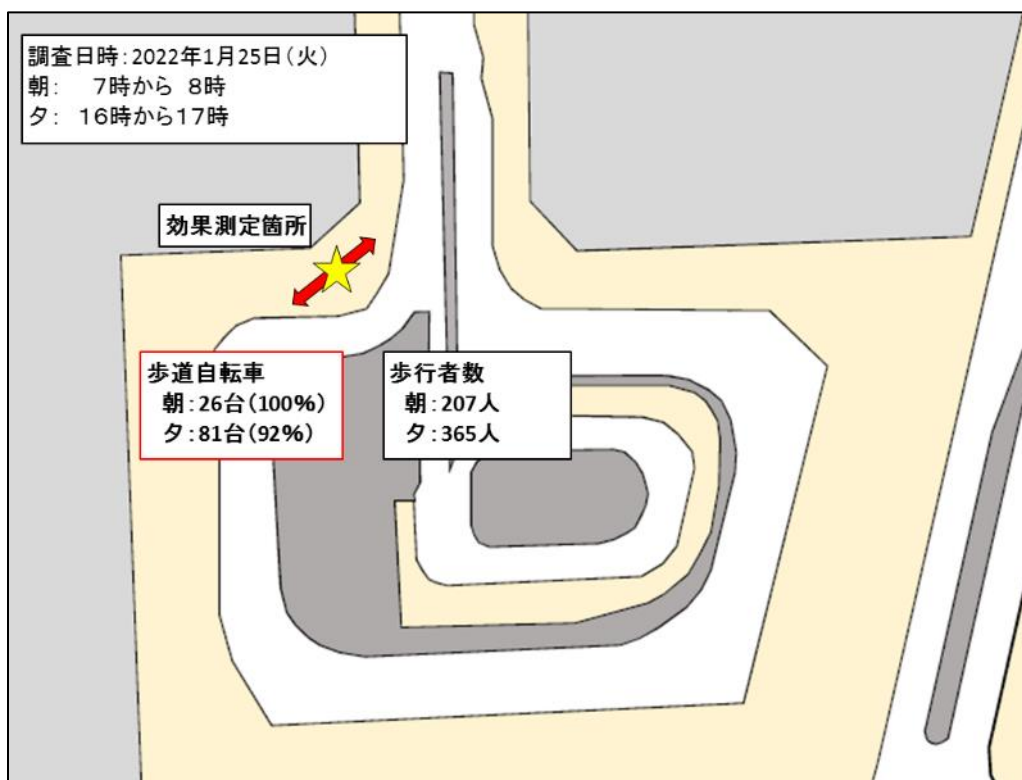 調査日時：2022年1月25日（火）
朝：　7時から 8時
夕： 16時から17時
効果測定箇所
歩道自転車
朝：26台（100%）
夕：81台（92%）
歩行者数
朝：207人
夕：365人